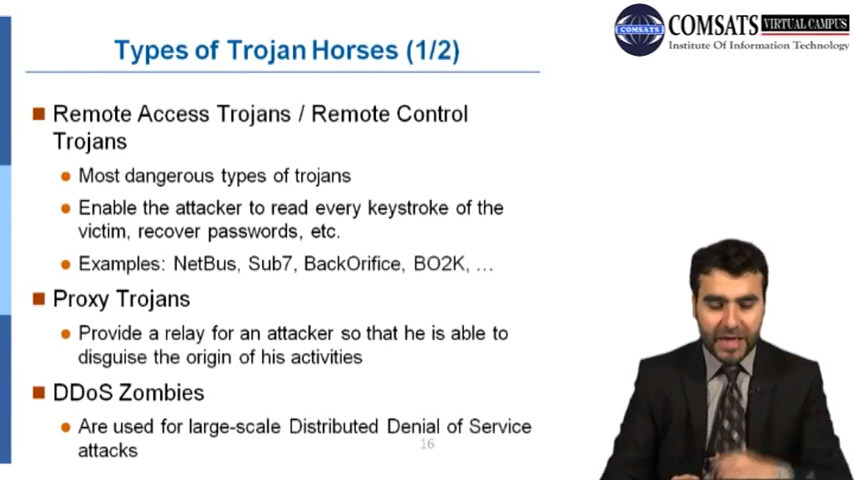 Types of Trojan Horses (1/2)
COMSATS VIRTUAL CAMPUS
Institute Of Information Technology
COMSATS
Remote Access Trojans / Remote Control
Trojans
Most dangerous types of trojans
Enable the attacker to read every keystroke of the
victim, recover passwords, etc.
Examples: NetBus, Sub7, BackOrifice, BO2K, …
Proxy Trojans
Provide a relay for an attacker so that he is able to
disguise the origin of his activities
DDoS Zombies
Are used for large-scale Distributed Denial of Service
attacks
16